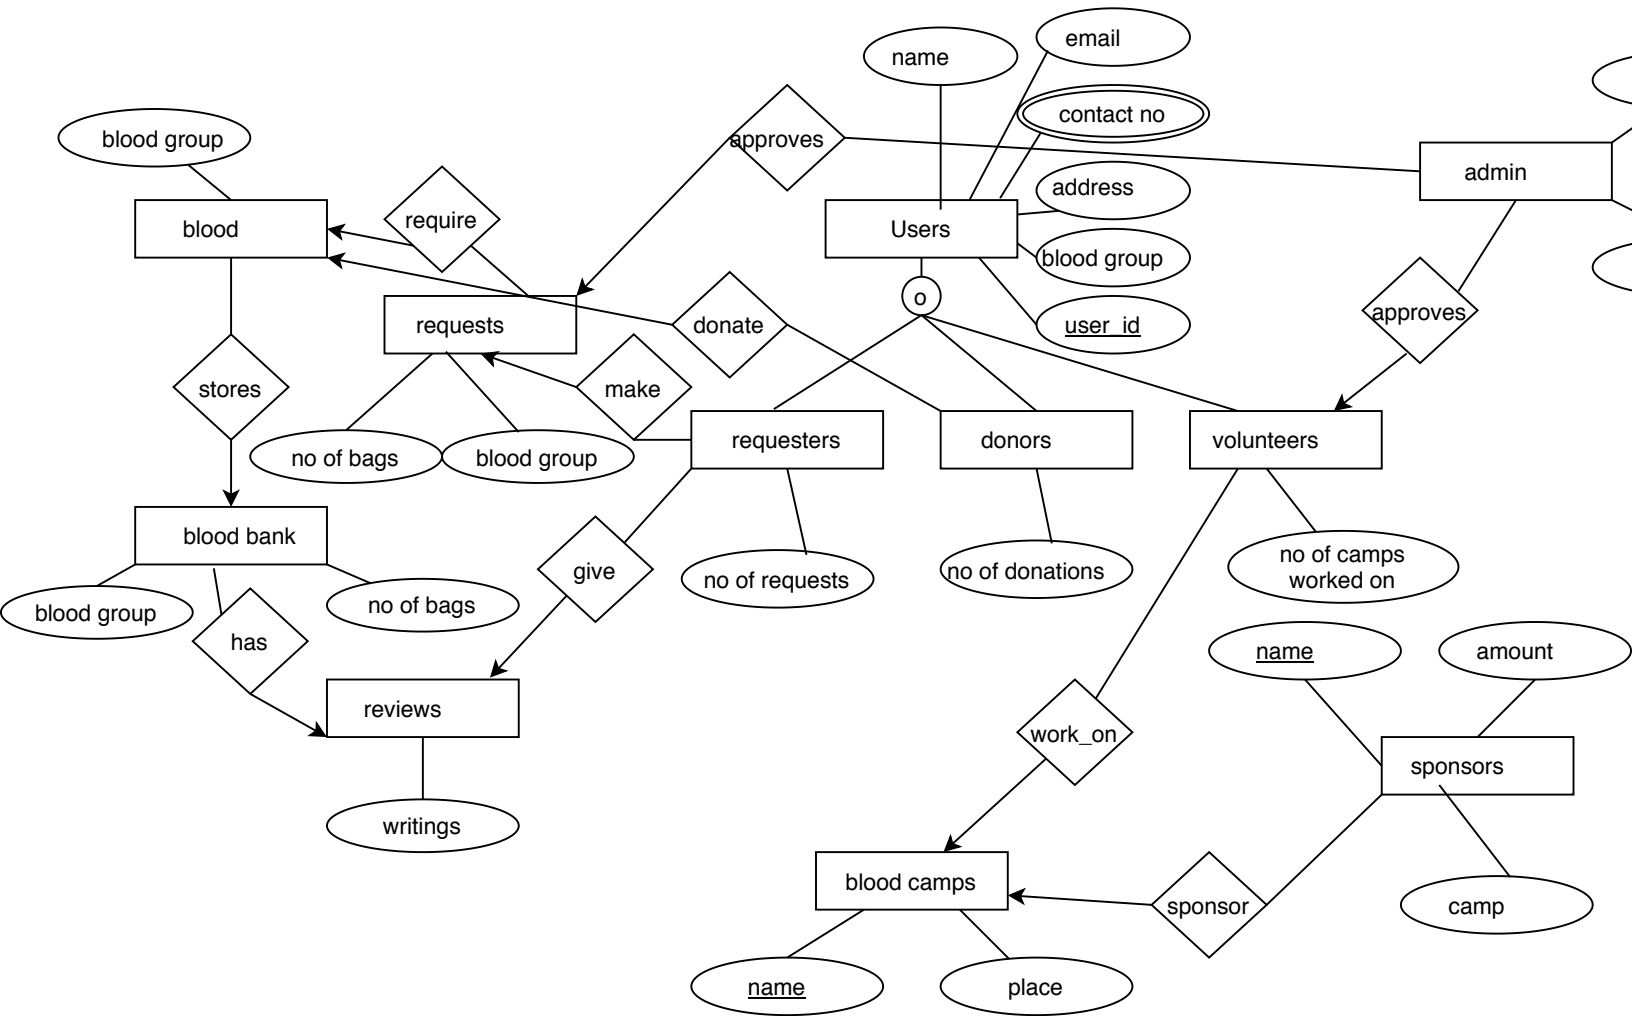 email
name
contact no
blood group
approves
admin
address
require
blood
Users
blood group
requests
donate
user_id
approves
stores
make
requesters
donors
volunteers
no of bags
blood group
blood bank
no of camps
worked on
give
no of requests
no of donations
blood group
no of bags
has
name
amount
reviews
work_on
sponsors
writings
blood camps
sponsor
camp
name
place
o